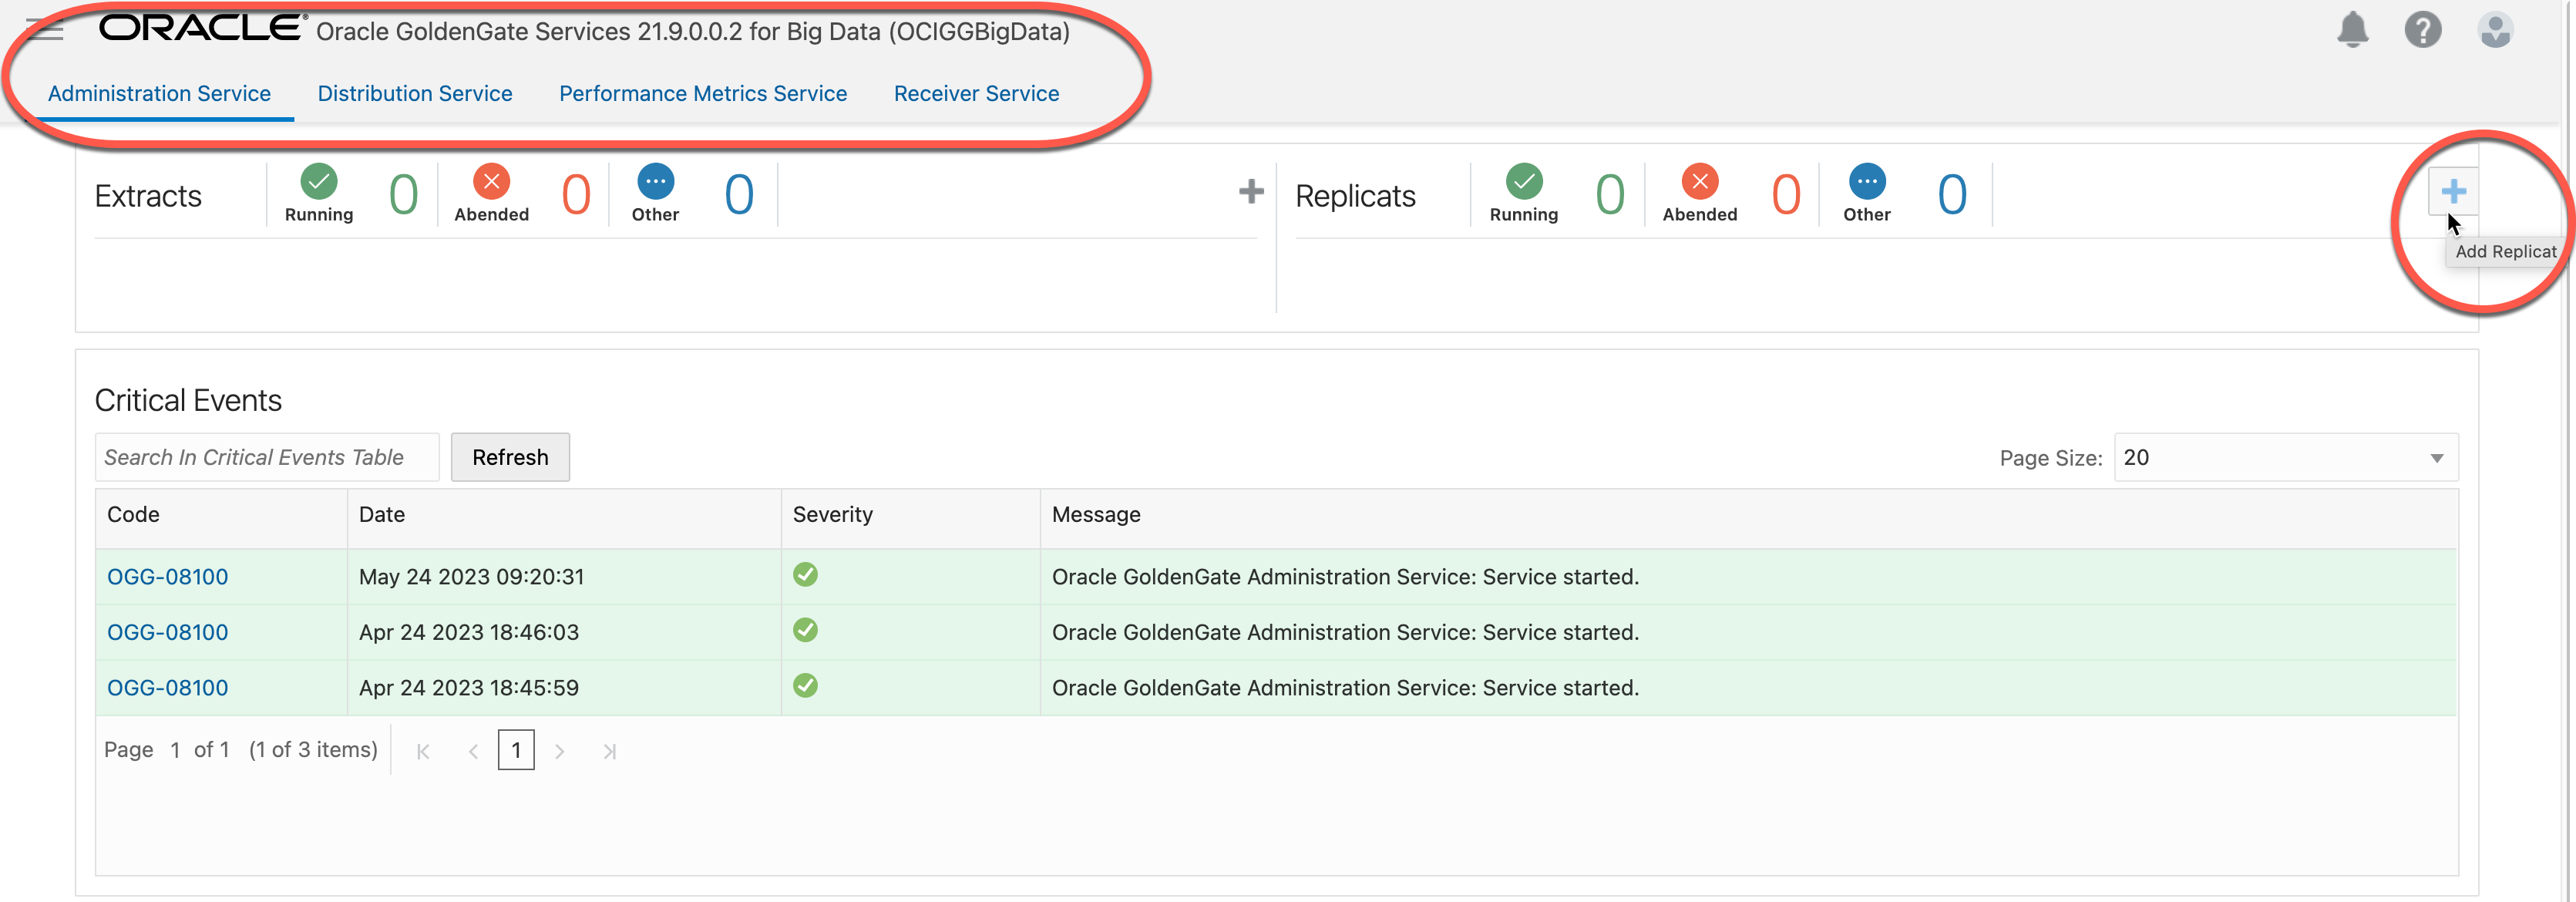 ORACLE® Oracle GoldenGate Services 21.9.0.0.2 for Big Data (OCIGGBigData)
Administration Service Distribution Service Performance Metrics Service Receiver Service
Extracts Running 0 Abended 0 Other 0
Replicats Running 0 Abended 0 Other 0
Add Replicat
Critical Events
Search In Critical Events Table Refresh Page Size: 20
Code Date Severity Message
OGG-08100 May 24 2023 09:20:31 Oracle GoldenGate Administration Service: Service started.
OGG-08100 Apr 24 2023 18:46:03 Oracle GoldenGate Administration Service: Service started.
OGG-08100 Apr 24 2023 18:45:59 Oracle GoldenGate Administration Service: Service started.
Page 1 of 1 (1 of 3 items) 1